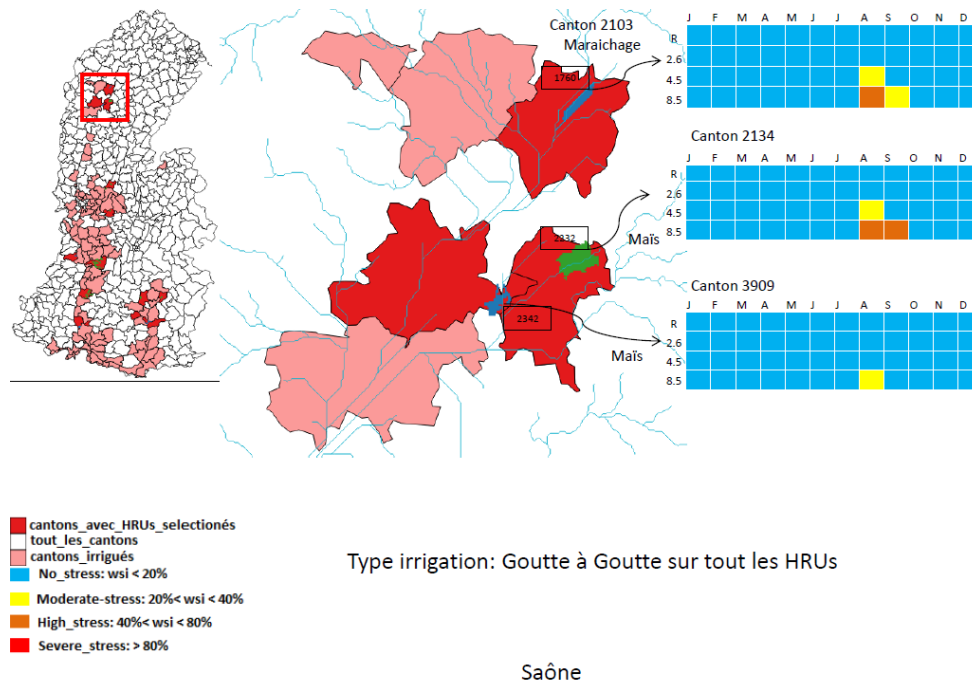 Canton 2103
Maraichage
1760
J F M A M J J A S O N D
R
2.6
4.5
8.5
Canton 2134
J F M A M J J A S O N D
R
2.6
4.5
8.5
2232
Maïs
Canton 3909
J F M A M J J A S O N D
R
2.6
4.5
8.5
2342
Maïs
cantons_avec_HRUs_selectionés
tout_les_cantons
cantons_irrigués
No_stress: wsi < 20%
Moderate-stress: 20%< wsi < 40%
High_stress: 40%< wsi < 80%
Severe_stress: > 80%
Type irrigation: Goutte à Goutte sur tout les HRUs
Saône